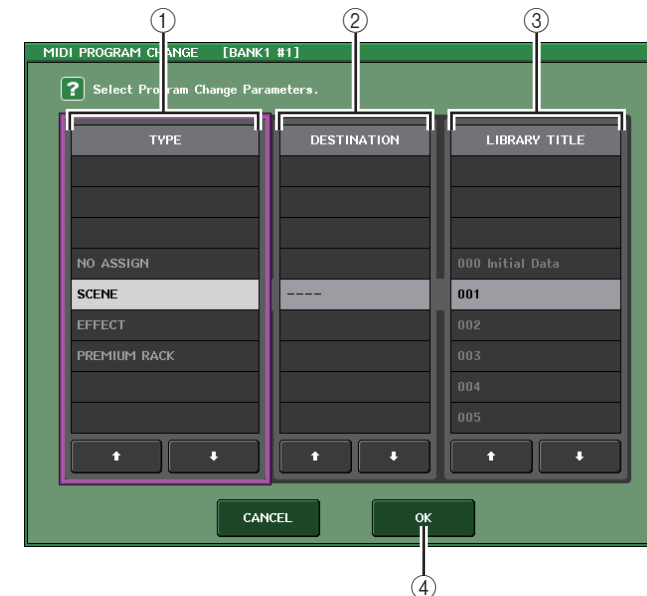 ① ② ③
MIDI PROGRAM CHANGE [BANK1 #1]
? Select Program Change Parameters.
TYPE DESTINATION LIBRARY TITLE
NO ASSIGN 000 Initial Data
SCENE ---- 001
EFFECT 002
PREMIUM RACK 003
004
005
CANCEL OK
④